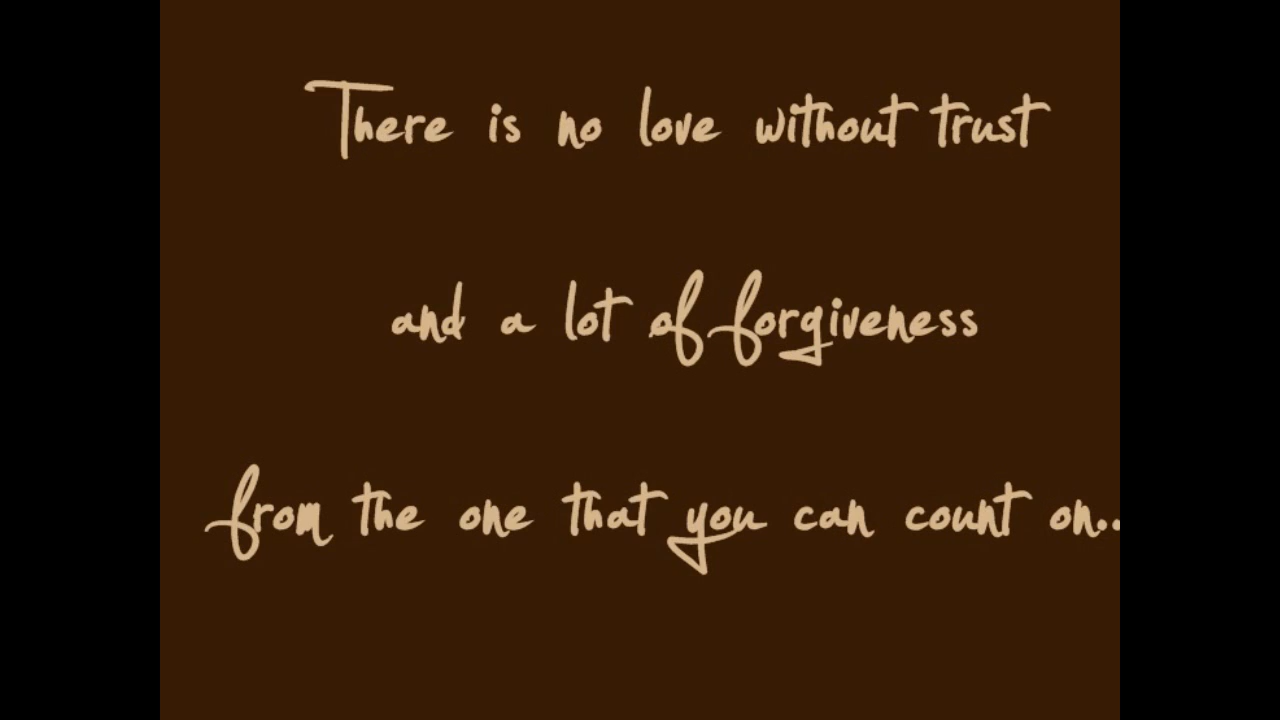 There is no love without trust
and a lot of forgiveness
from the one that you can count on..